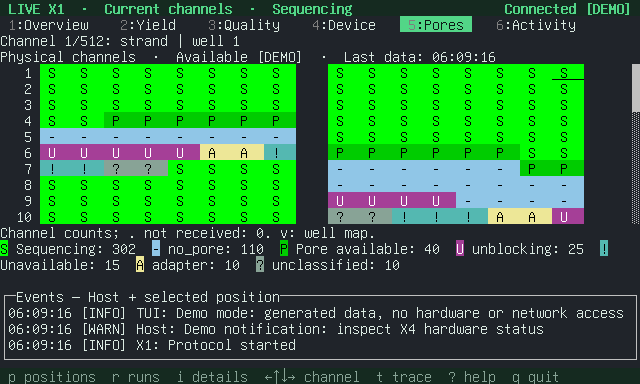 LIVE X1 · Current channels · Sequencing Connected [DEMO]
1:Overview 2:Yield 3:Quality 4:Device 5:Pores 6:Activity
Channel 1/512: strand | well 1
Physical channels · Available [DEMO] · Last data: 06:09:16
1 S S S S S S S S S S S S S S S S
2 S S S S S S S S S S S S S S S S
3 S S S S S S S S S S S S S S S S
4 S S P P P P P P S S S S S S S S
5 - - - - - - - - S S S S S S S S
6 U U U U U A A ! P P P P P P S S
7 ! ! ? ? S S S S - - - - - - P P
8 S S S S S S S S - - - - - - - -
9 S S S S S S S S U U U U - - - -
10 S S S S S S S S ? ? ! ! ! A A U
Channel counts; . not received: 0. v: well map.
S Sequencing: 302 - no_pore: 110 P Pore available: 40 U unblocking: 25 !
Unavailable: 15 A adapter: 10 ? unclassified: 10
Events — Host + selected position
06:09:16 [INFO] TUI: Demo mode: generated data, no hardware or network access
06:09:16 [WARN] Host: Demo notification: inspect X4 hardware status
06:09:16 [INFO] X1: Protocol started
p positions r runs i details ←↑↓→ channel t trace ? help q quit